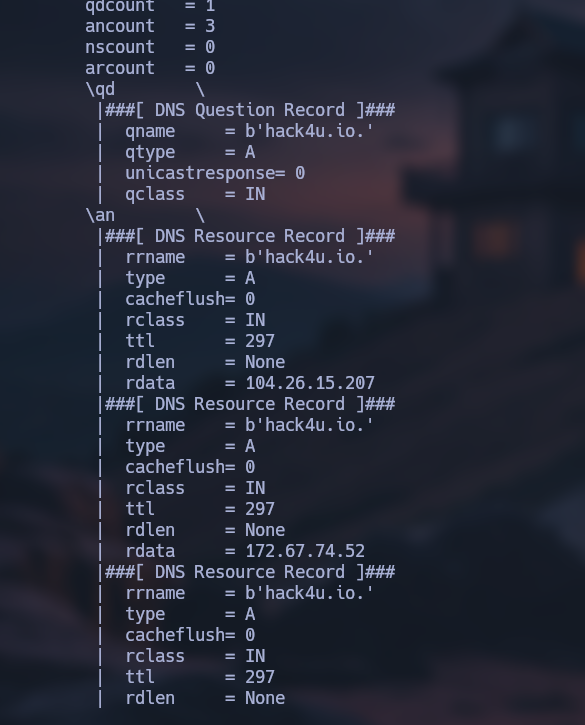 qdcount   = 1
ancount   = 3
nscount   = 0
arcount   = 0
\qd        \
 |###[ DNS Question Record ]###
 |  qname     = b'hack4u.io.'
 |  qtype     = A
 |  unicastresponse= 0
 |  qclass    = IN
\an        \
 |###[ DNS Resource Record ]###
 |  rrname    = b'hack4u.io.'
 |  type      = A
 |  cacheflush= 0
 |  rclass    = IN
 |  ttl       = 297
 |  rdlen     = None
 |  rdata     = 104.26.15.207
 |###[ DNS Resource Record ]###
 |  rrname    = b'hack4u.io.'
 |  type      = A
 |  cacheflush= 0
 |  rclass    = IN
 |  ttl       = 297
 |  rdlen     = None
 |  rdata     = 172.67.74.52
 |###[ DNS Resource Record ]###
 |  rrname    = b'hack4u.io.'
 |  type      = A
 |  cacheflush= 0
 |  rclass    = IN
 |  ttl       = 297
 |  rdlen     = None